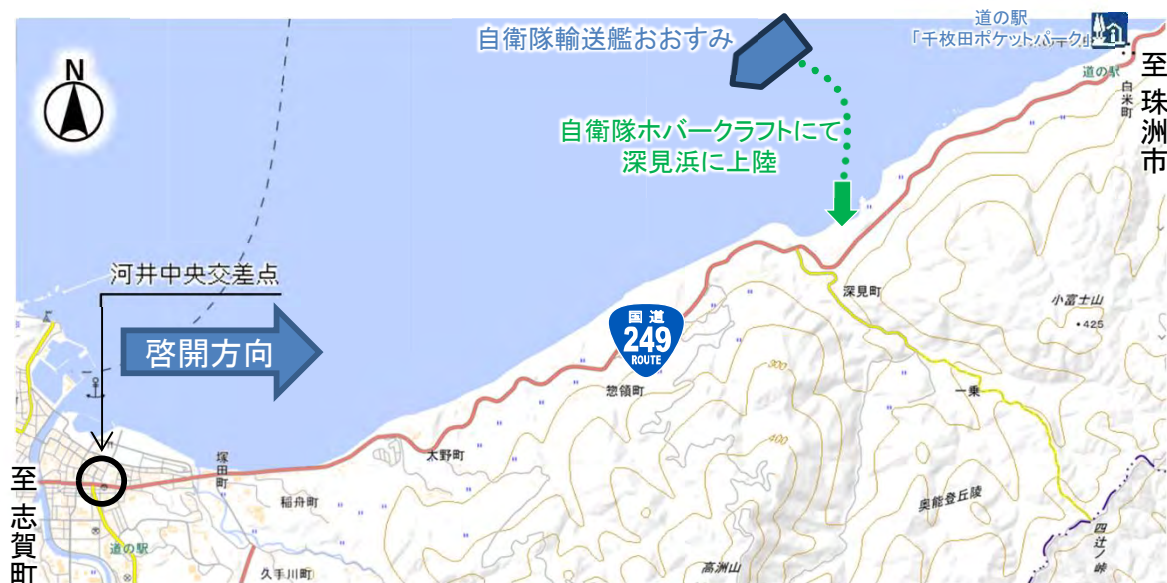 道の駅
「千枚田ポケットパーク」
自衛隊輸送艦おおすみ
N
道の駅
至珠洲市
白米町
自衛隊ホバークラフトにて
深見浜に上陸
河井中央交差点
啓開方向
深見町
小富士山
・425
国道
249
ROUTE
300
惣領町
一乗
400
大野町
塚田町
至志賀町
稲舟町
奥能登丘陵
四辻ノ峠
道の駅
久手川町
高洲山